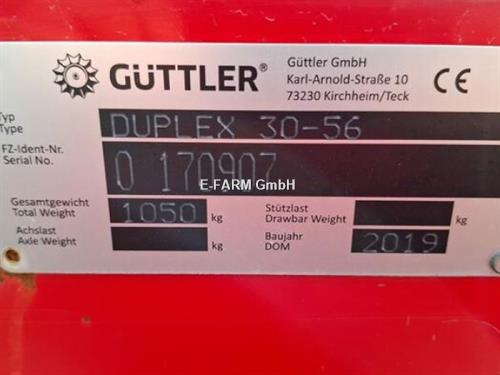 GÜTTLER®
Güttler GmbH
Karl-Arnold-Straße 10
73230 Kirchheim/Teck
CE
Typ
Type
DUPLEX 30-56
FZ-Ident-Nr.
Serial No.
0 170907
E-FARM GmbH
Gesamtgewicht
Total Weight
1050 kg
Stützlast
Drawbar Weight
kg
Achslast
Axle Weight
kg
Baujahr
DOM
2019